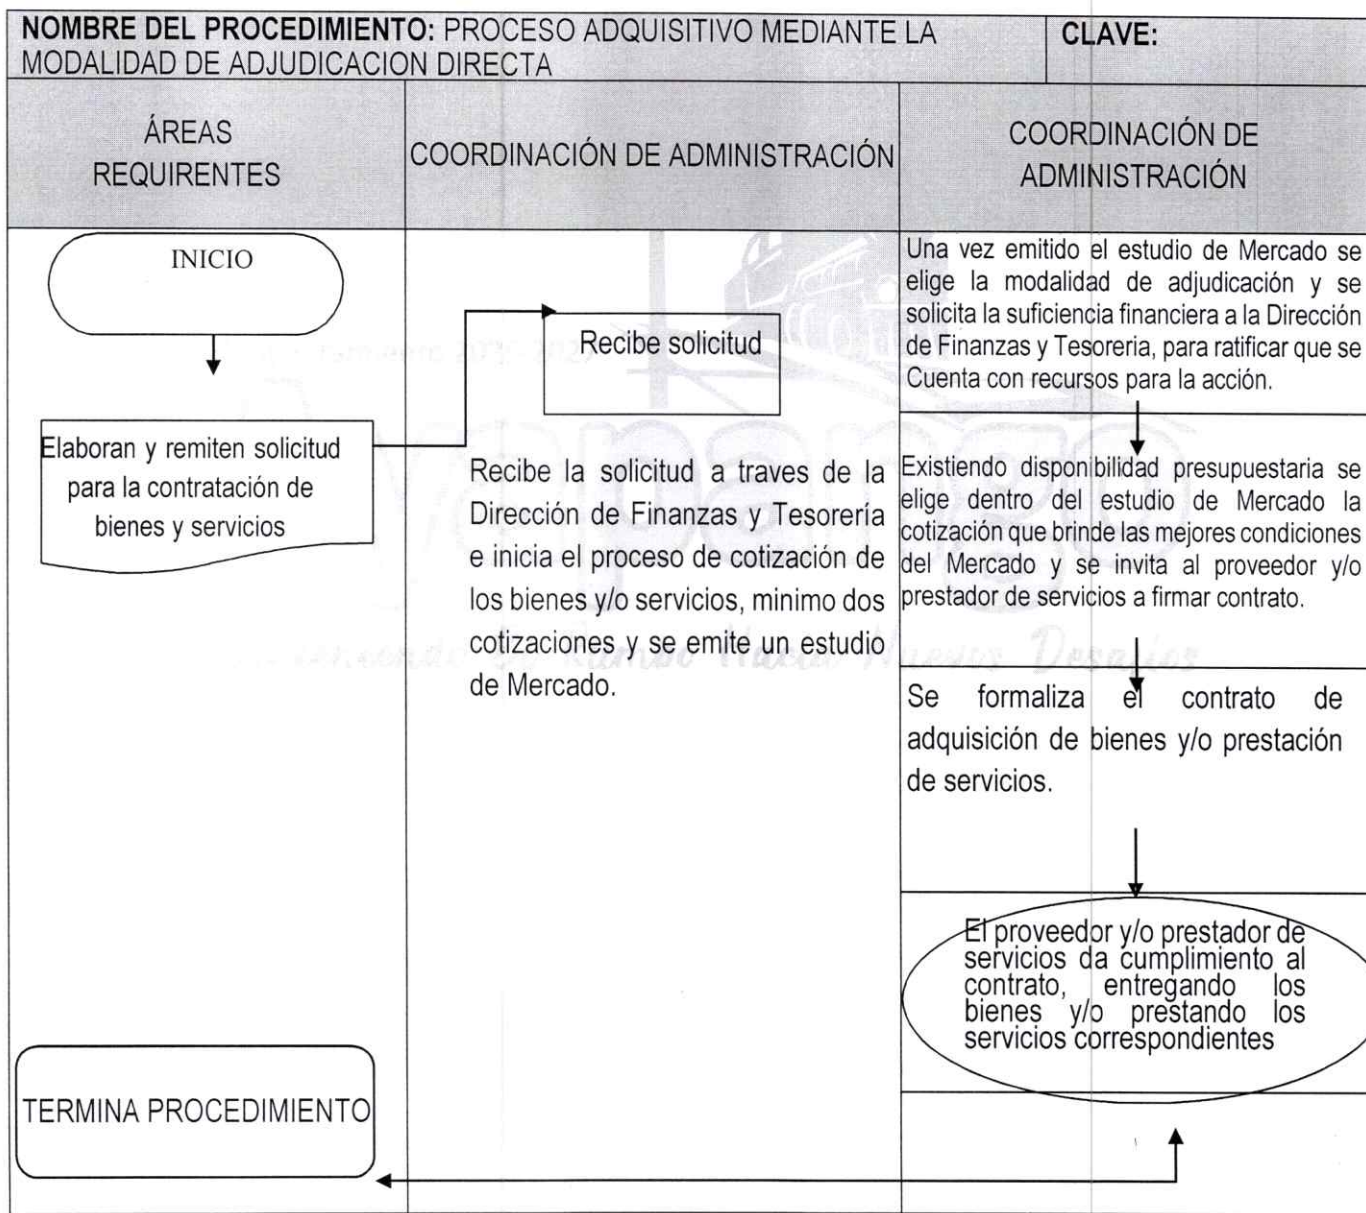 NOMBRE DEL PROCEDIMIENTO: PROCESO ADQUISITIVO MEDIANTE LA
MODALIDAD DE ADJUDICACION DIRECTA
CLAVE:
ÁREAS
REQUIRENTES
COORDINACIÓN DE ADMINISTRACIÓN
COORDINACIÓN DE
ADMINISTRACIÓN
INICIO
Elaboran y remiten solicitud
para la contratación de
bienes y servicios
Recibe solicitud
Recibe la solicitud a traves de la
Dirección de Finanzas y Tesorería
e inicia el proceso de cotización de
los bienes y/o servicios, minimo dos
cotizaciones y se emite un estudio
de Mercado.
Una vez emitido el estudio de Mercado se
elige la modalidad de adjudicación y se
solicita la suficiencia financiera a la Dirección
de Finanzas y Tesoreria, para ratificar que se
Cuenta con recursos para la acción.
Existiendo disponibilidad presupuestaria se
elige dentro del estudio de Mercado la
cotización que brinde las mejores condiciones
del Mercado y se invita al proveedor y/o
prestador de servicios a firmar contrato.
Se formaliza el contrato de
adquisición de bienes y/o prestación
de servicios.
El proveedor y/o prestador de
servicios da cumplimiento al
contrato, entregando los
bienes y/o prestando los
servicios correspondientes
TERMINA PROCEDIMIENTO
Rumbo Hacia Nuevos Desafios